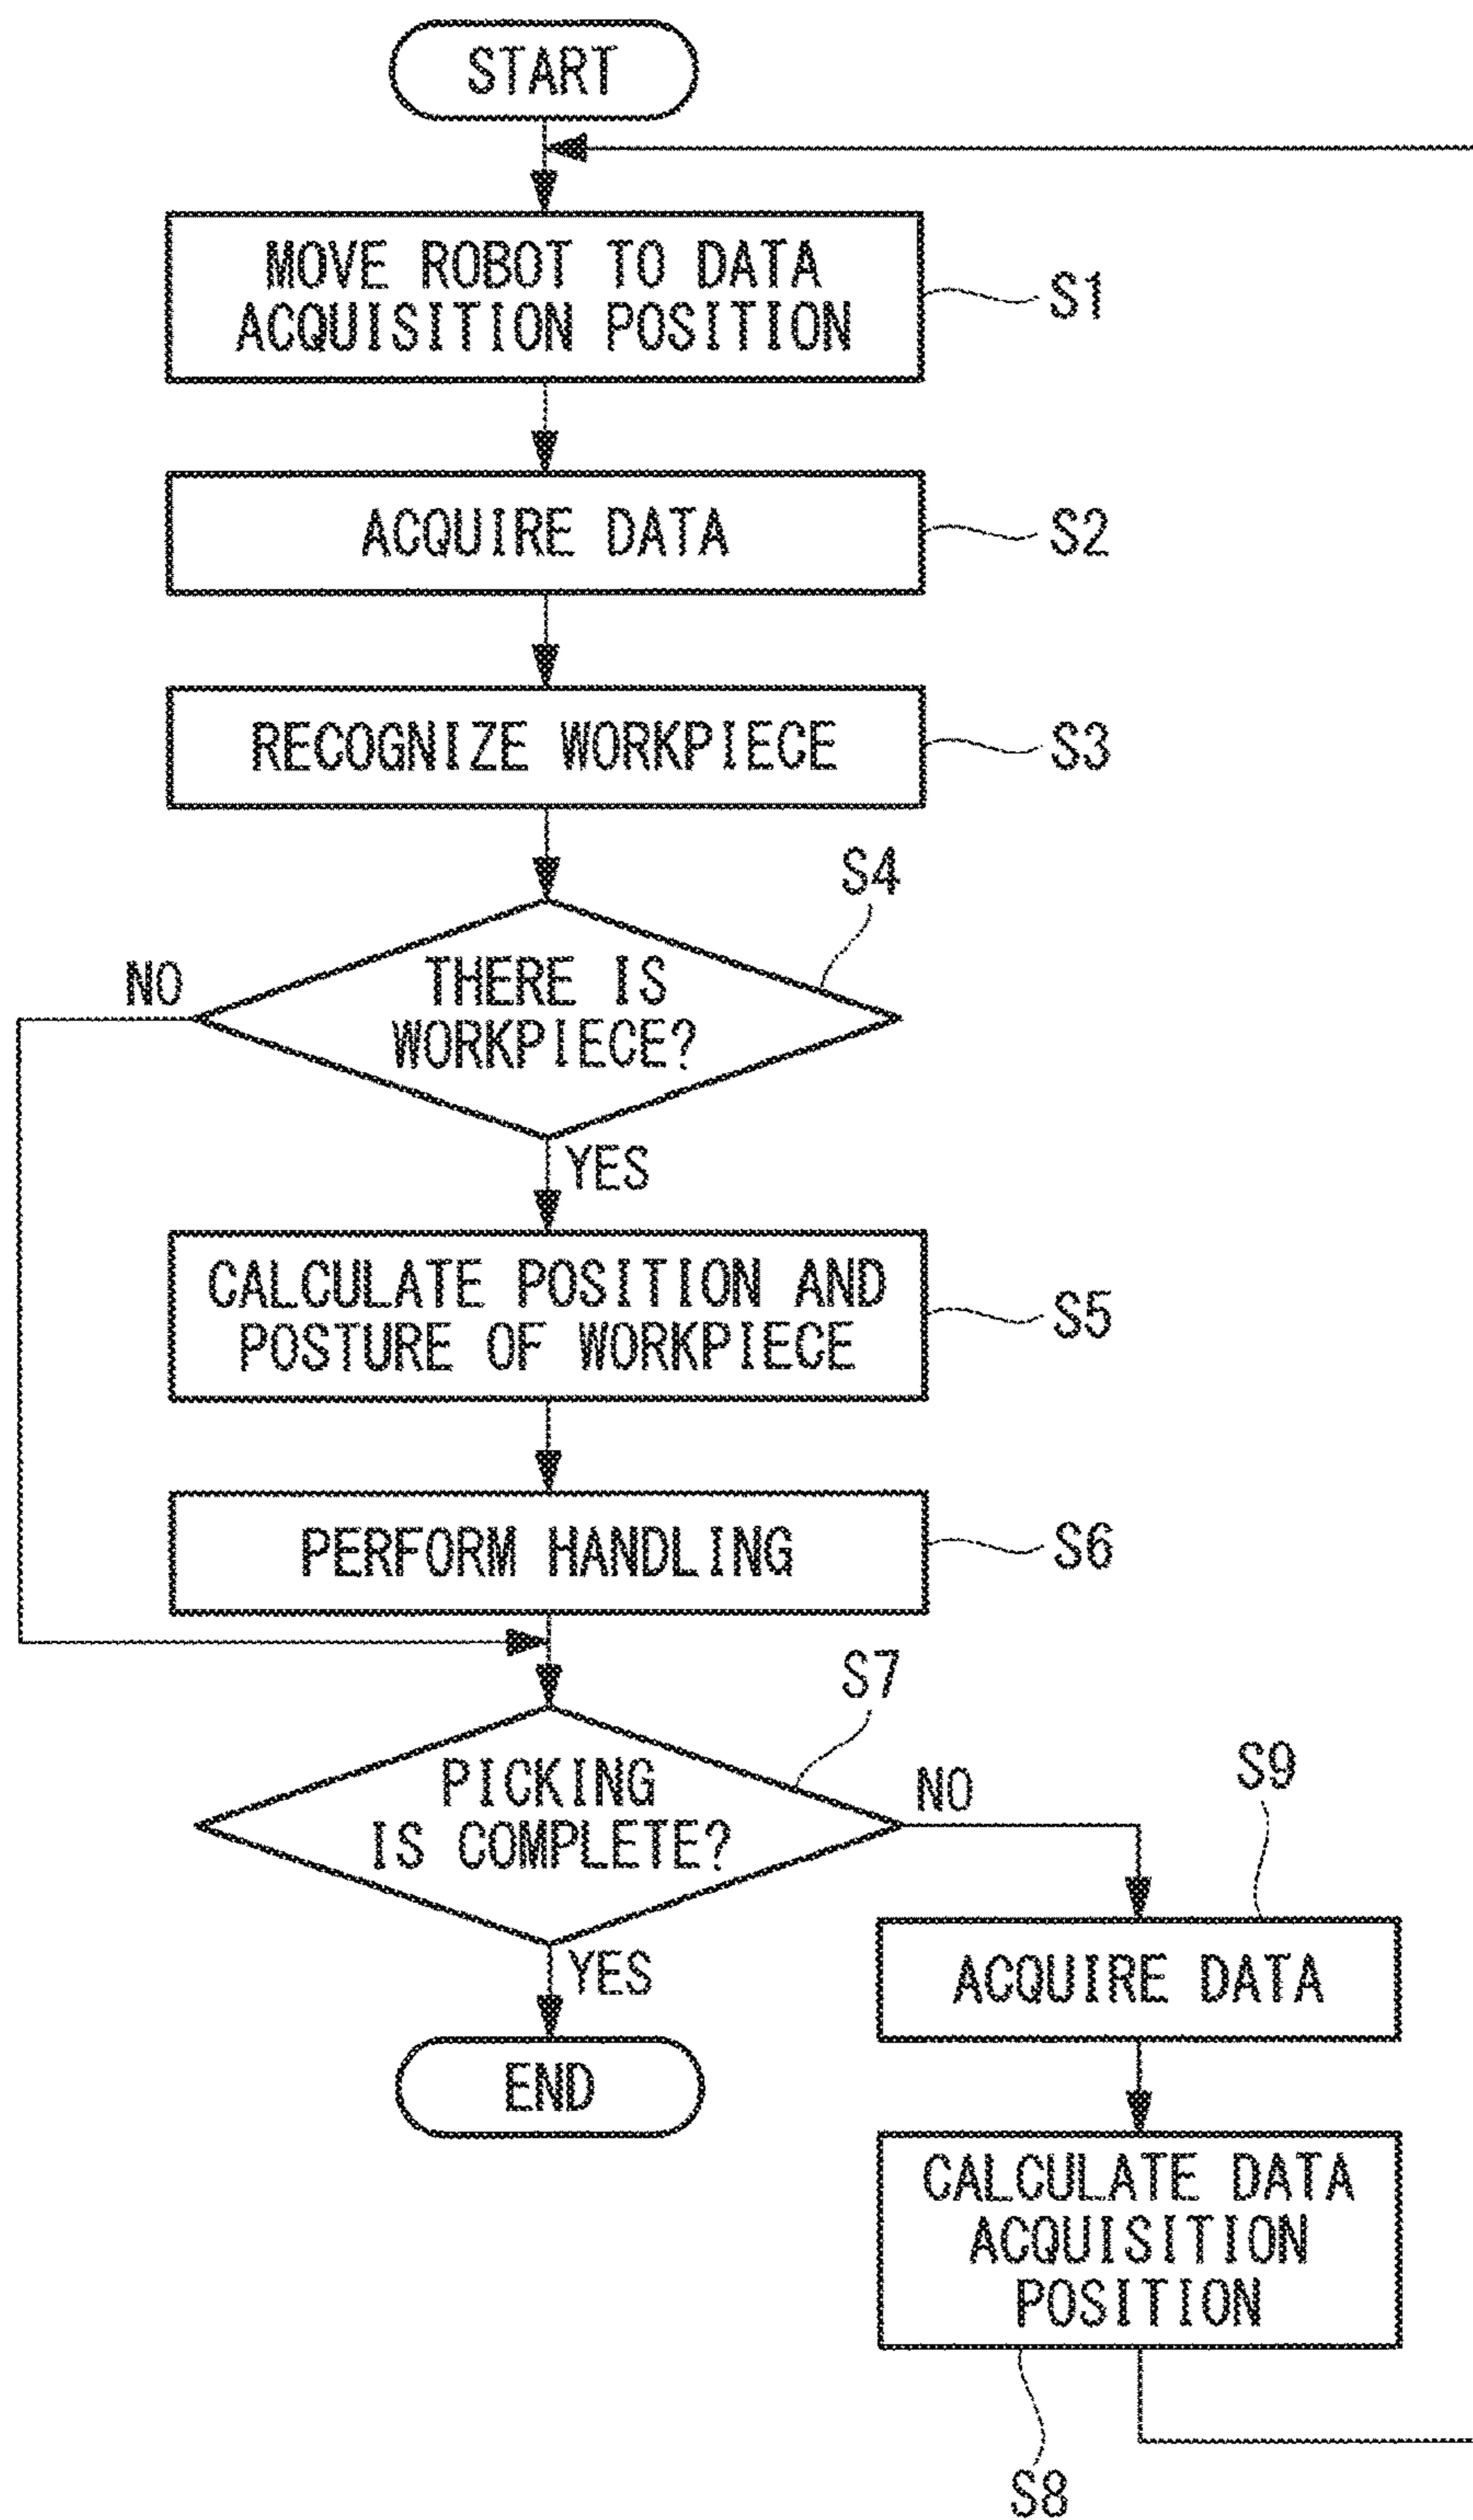 START
MOVE ROBOT TO DATA
ACQUISITION POSITION
S1
ACQUIRE DATA
S2
RECOGNIZE WORKPIECE
S3
S4
NO
THERE IS
WORKPIECE?
YES
CALCULATE POSITION AND
POSTURE OF WORKPIECE
S5
PERFORM HANDLING
S6
S7
PICKING
IS COMPLETE?
NO
S9
YES
ACQUIRE DATA
END
CALCULATE DATA
ACQUISITION
POSITION
S8